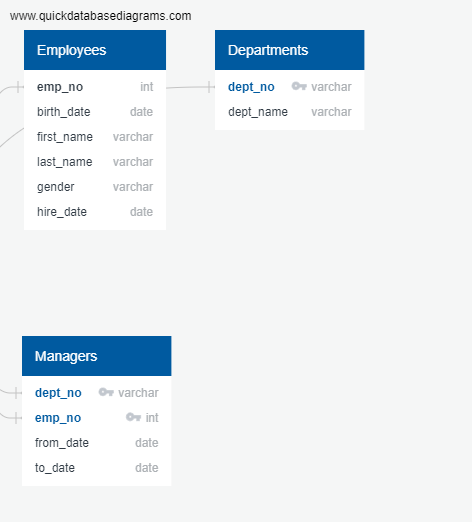 www.quickdatabasediagrams.com
Employees
emp_no int
birth_date date
first_name varchar
last_name varchar
gender varchar
hire_date date
Departments
dept_no varchar
dept_name varchar
Managers
dept_no varchar
emp_no int
from_date date
to_date date